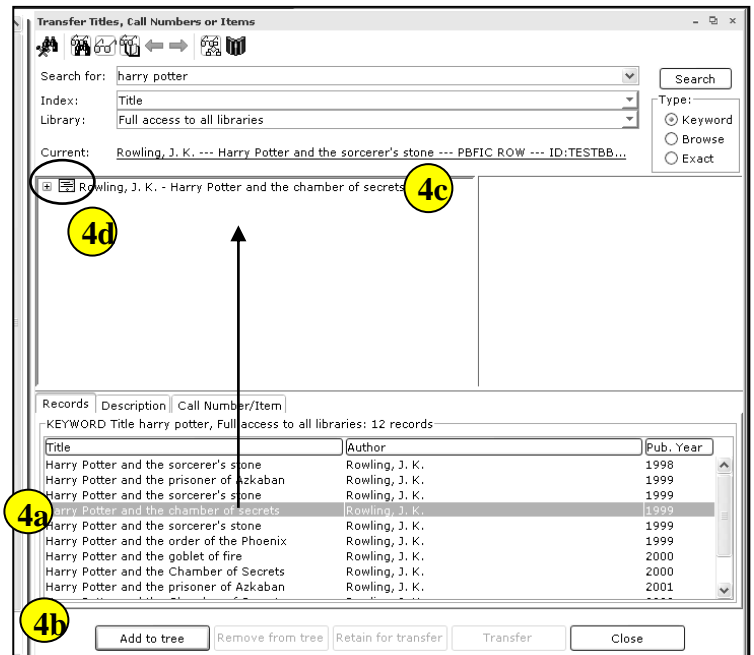 Transfer Titles, Call Numbers or Items
Search for: harry potter
Search
Index: Title
Type:
Library: Full access to all libraries
Keyword
Browse
Exact
Current: Rowling, J. K. --- Harry Potter and the sorcerer's stone --- PBFIC ROW --- ID:TESTBB...
Rowling, J. K. - Harry Potter and the chamber of secrets
4c
4d
Records Description Call Number/Item
KEYWORD Title harry potter, Full access to all libraries: 12 records
Title Author Pub. Year
Harry Potter and the sorcerer's stone Rowling, J. K. 1998
Harry Potter and the prisoner of Azkaban Rowling, J. K. 1999
Harry Potter and the sorcerer's stone Rowling, J. K. 1999
4a
Harry Potter and the chamber of secrets Rowling, J. K. 1999
Harry Potter and the sorcerer's stone Rowling, J. K. 1999
Harry Potter and the order of the Phoenix Rowling, J. K. 1999
Harry Potter and the goblet of fire Rowling, J. K. 2000
Harry Potter and the Chamber of Secrets Rowling, J. K. 2000
Harry Potter and the prisoner of Azkaban Rowling, J. K. 2001
4b
Add to tree Remove from tree Retain for transfer Transfer Close